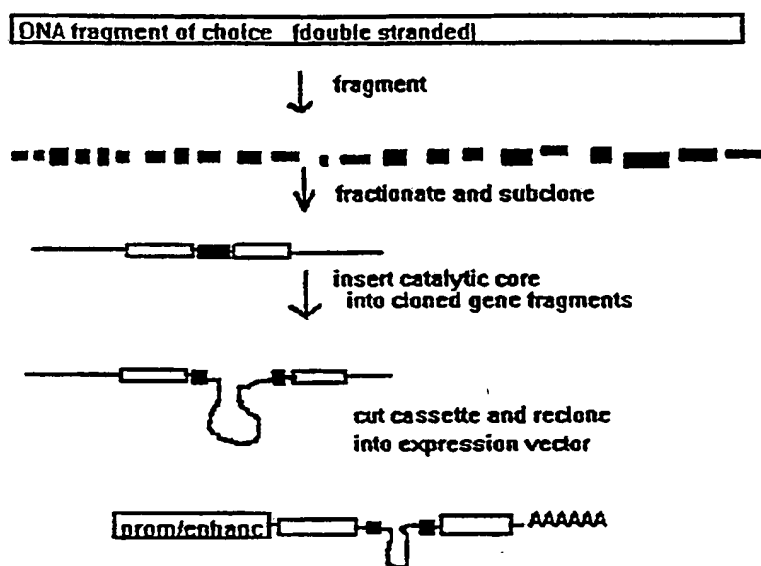 DNA fragment of choice (double stranded)
fragment
fractionate and subclone
insert catalytic core
into cloned gene fragments
cut cassette and reclone
into expression vector
prom/enhanc
AAAAAA